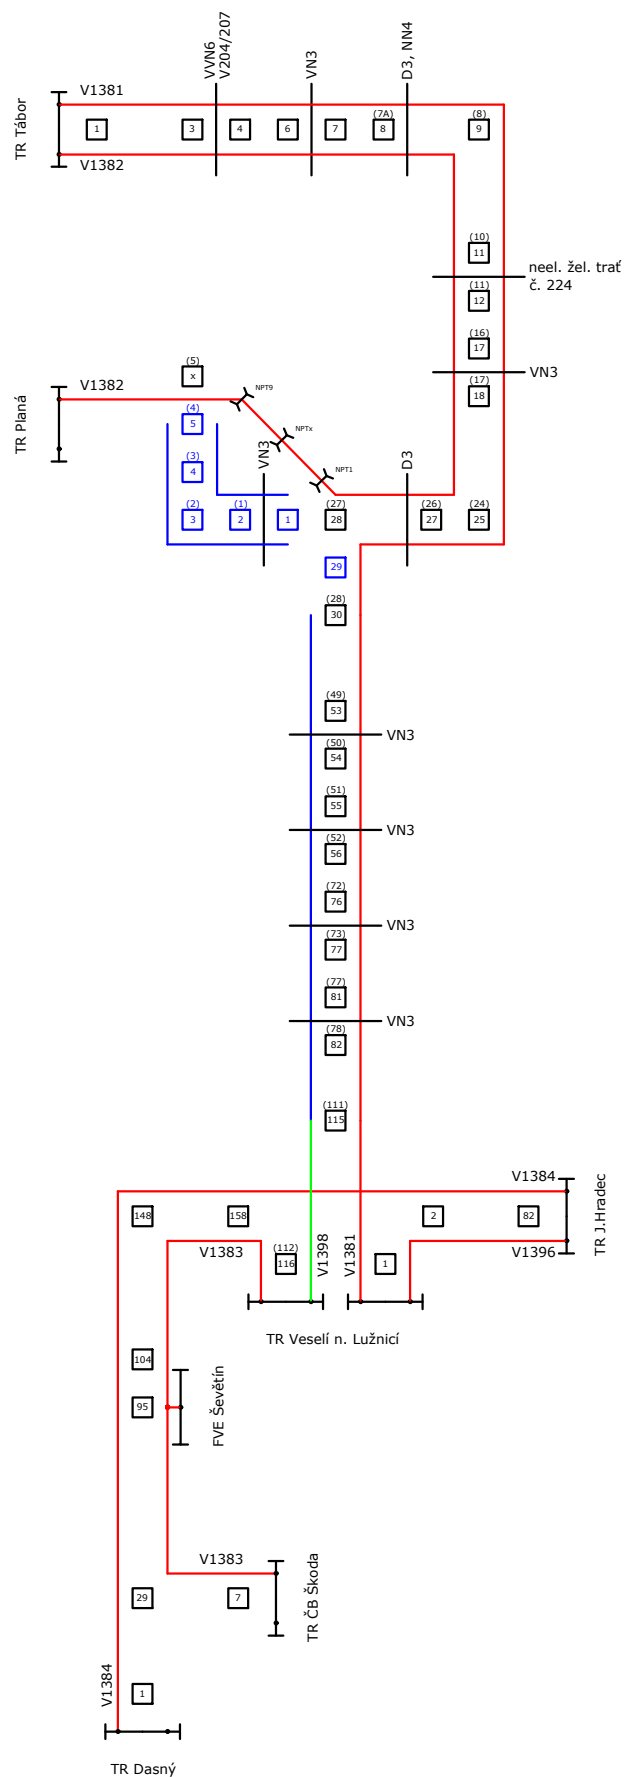 VVN6
V204/207
VN3
D3, NN4
V1381
TR Tábor
1
3
4
6
7
(7A)
8
(8)
9
V1382
(10)
11
neel. žel. trať
č. 224
(11)
12
(16)
17
VN3
(17)
18
(5)
x
V1382
NPT9
TR Planá
(4)
5
NPTx
VN3
D3
(3)
4
NPT1
(2)
3
(1)
2
1
(27)
28
(26)
27
(24)
25
29
(28)
30
(49)
53
VN3
(50)
54
(51)
55
VN3
(52)
56
(72)
76
VN3
(73)
77
(77)
81
VN3
(78)
82
(111)
115
V1384
148
158
2
82
TR J.Hradec
V1383
(112)
116
V1398
V1381
1
V1396
TR Veselí n. Lužnicí
104
95
FVE Ševětín
V1383
29
7
TR ČB Škoda
V1384
1
TR Dasný